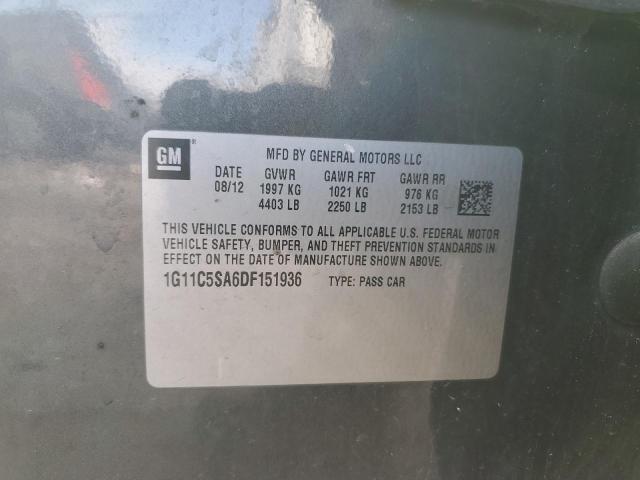 GM ® MFD BY GENERAL MOTORS LLC
DATE GVWR GAWR FRT GAWR RR
08/12 1997 KG 1021 KG 976 KG
4403 LB 2250 LB 2153 LB
THIS VEHICLE CONFORMS TO ALL APPLICABLE U.S. FEDERAL MOTOR
VEHICLE SAFETY, BUMPER, AND THEFT PREVENTION STANDARDS IN
EFFECT ON THE DATE OF MANUFACTURE SHOWN ABOVE.
1G11C5SA6DF151936 TYPE: PASS CAR